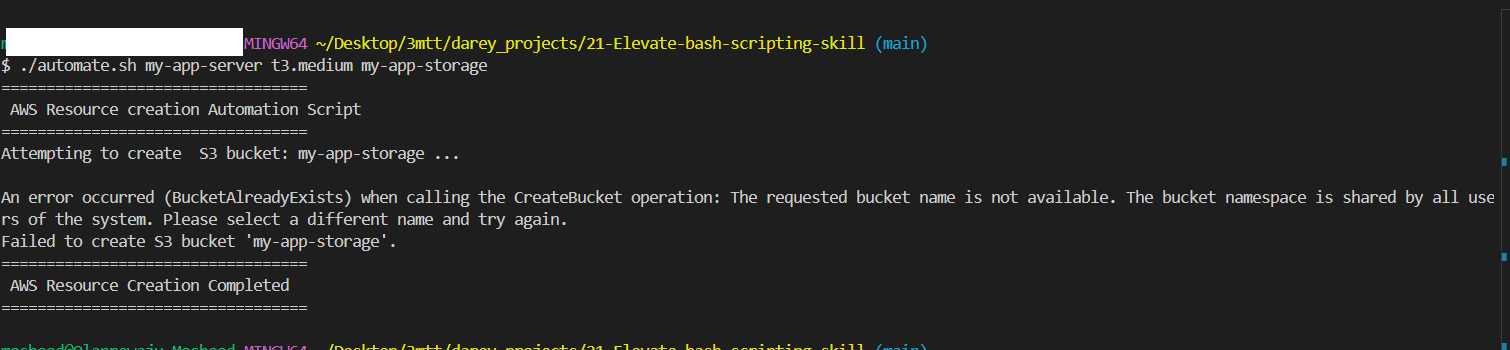 MINGW64 ~/Desktop/3mtt/darey_projects/21-Elevate-bash-scripting-skill (main)
$ ./automate.sh my-app-server t3.medium my-app-storage
==================================
 AWS Resource creation Automation Script
==================================
Attempting to create  S3 bucket: my-app-storage ...
An error occurred (BucketAlreadyExists) when calling the CreateBucket operation: The requested bucket name is not available. The bucket namespace is shared by all use
rs of the system. Please select a different name and try again.
Failed to create S3 bucket 'my-app-storage'.
==================================
 AWS Resource Creation Completed
==================================
MINGW64 ~/Desktop/3mtt/darey_projects/21-Elevate-bash-scripting-skill (main)